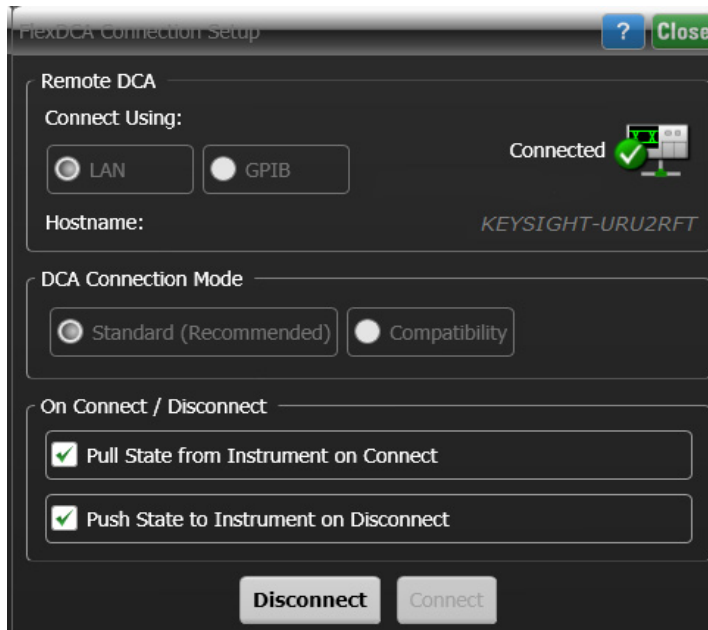 FlexDCA Connection Setup ? Close
Remote DCA
Connect Using:
LAN GPIB Connected
Hostname: KEYSIGHT-URU2RFT
DCA Connection Mode
Standard (Recommended) Compatibility
On Connect / Disconnect
Pull State from Instrument on Connect
Push State to Instrument on Disconnect
Disconnect Connect